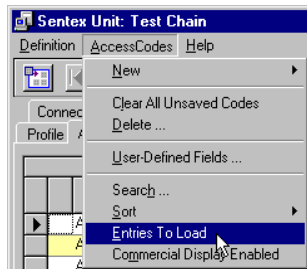 Sentex Unit: Test Chain
Definition AccessCodes Help
New
Clear All Unsaved Codes
Delete ...
User-Defined Fields ...
Search ...
Sort
Entries To Load
Commercial Display Enabled
Profile